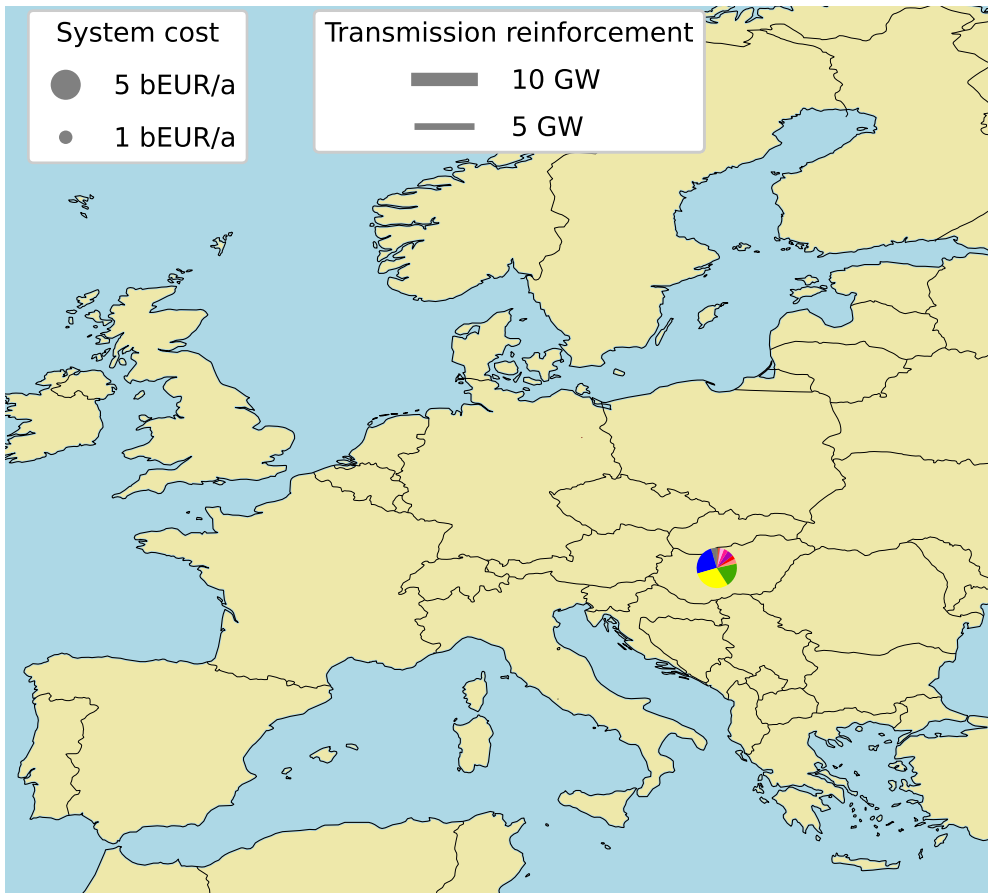 System cost
5 bEUR/a
1 bEUR/a
Transmission reinforcement
10 GW
5 GW